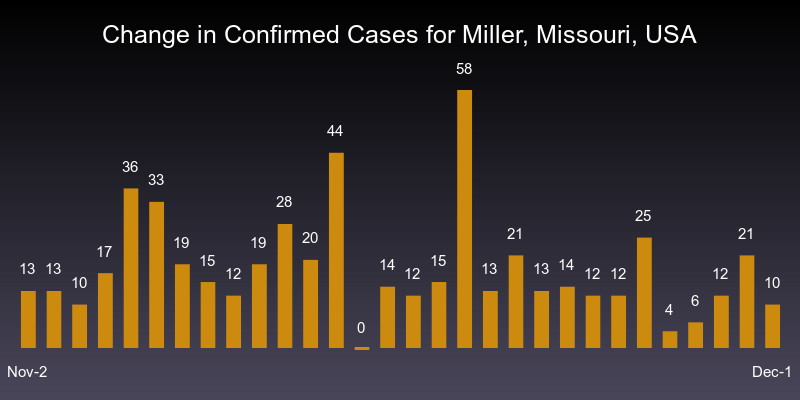 Change in Confirmed Cases for Miller, Missouri, USA
13 13 10 17 36 33 19 15 12 19 28 20 44 0 14 12 15 58 13 21 13 14 12 12 25 4 6 12 21 10
Nov-2 Dec-1